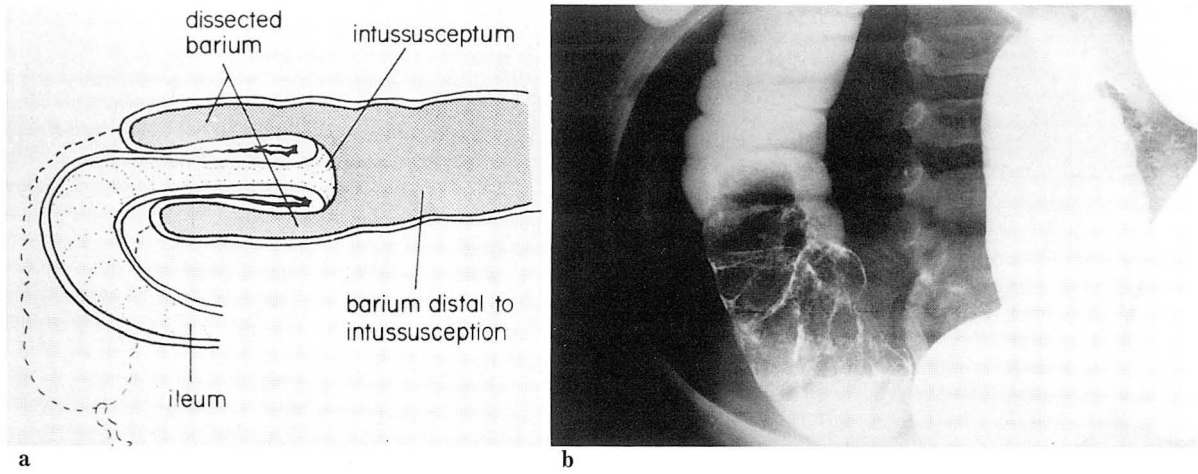 dissected
barium
intussusceptum
barium distal to
intussusception
ileum
a
b